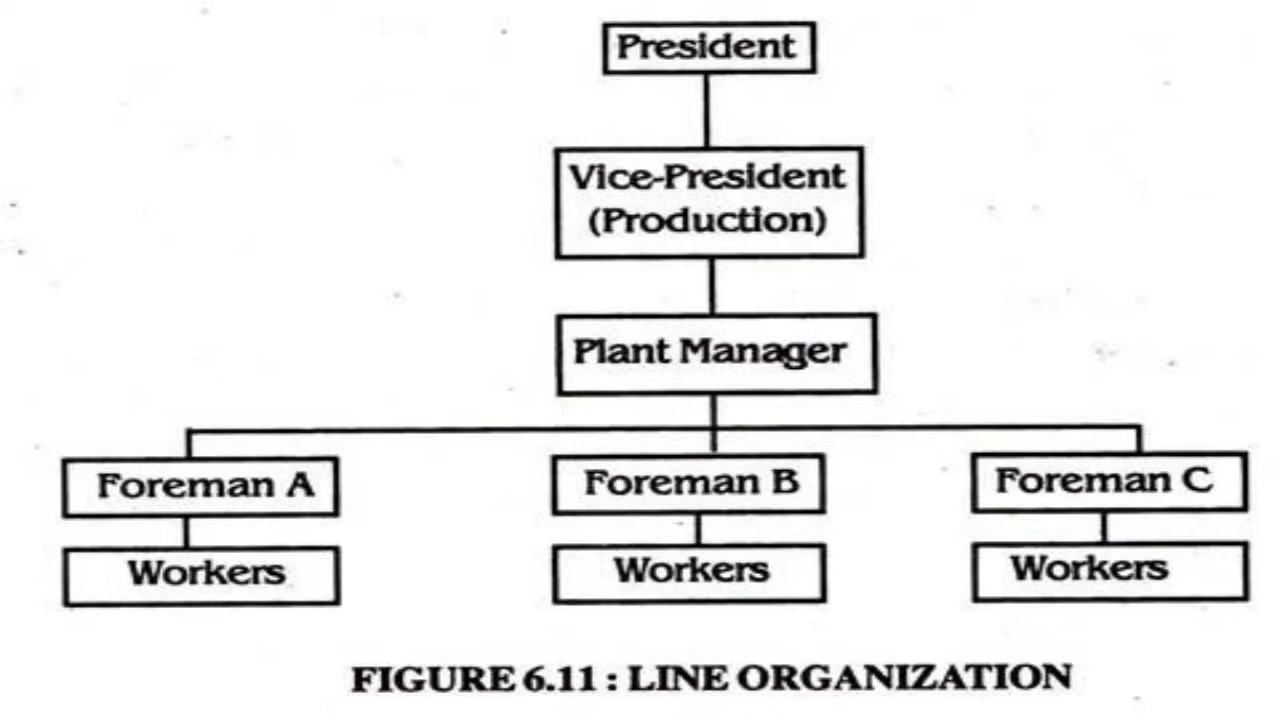 President
Vice-President
(Production)
Plant Manager
Foreman A
Foreman B
Foreman C
Workers
Workers
Workers
FIGURE 6.11 : LINE ORGANIZATION